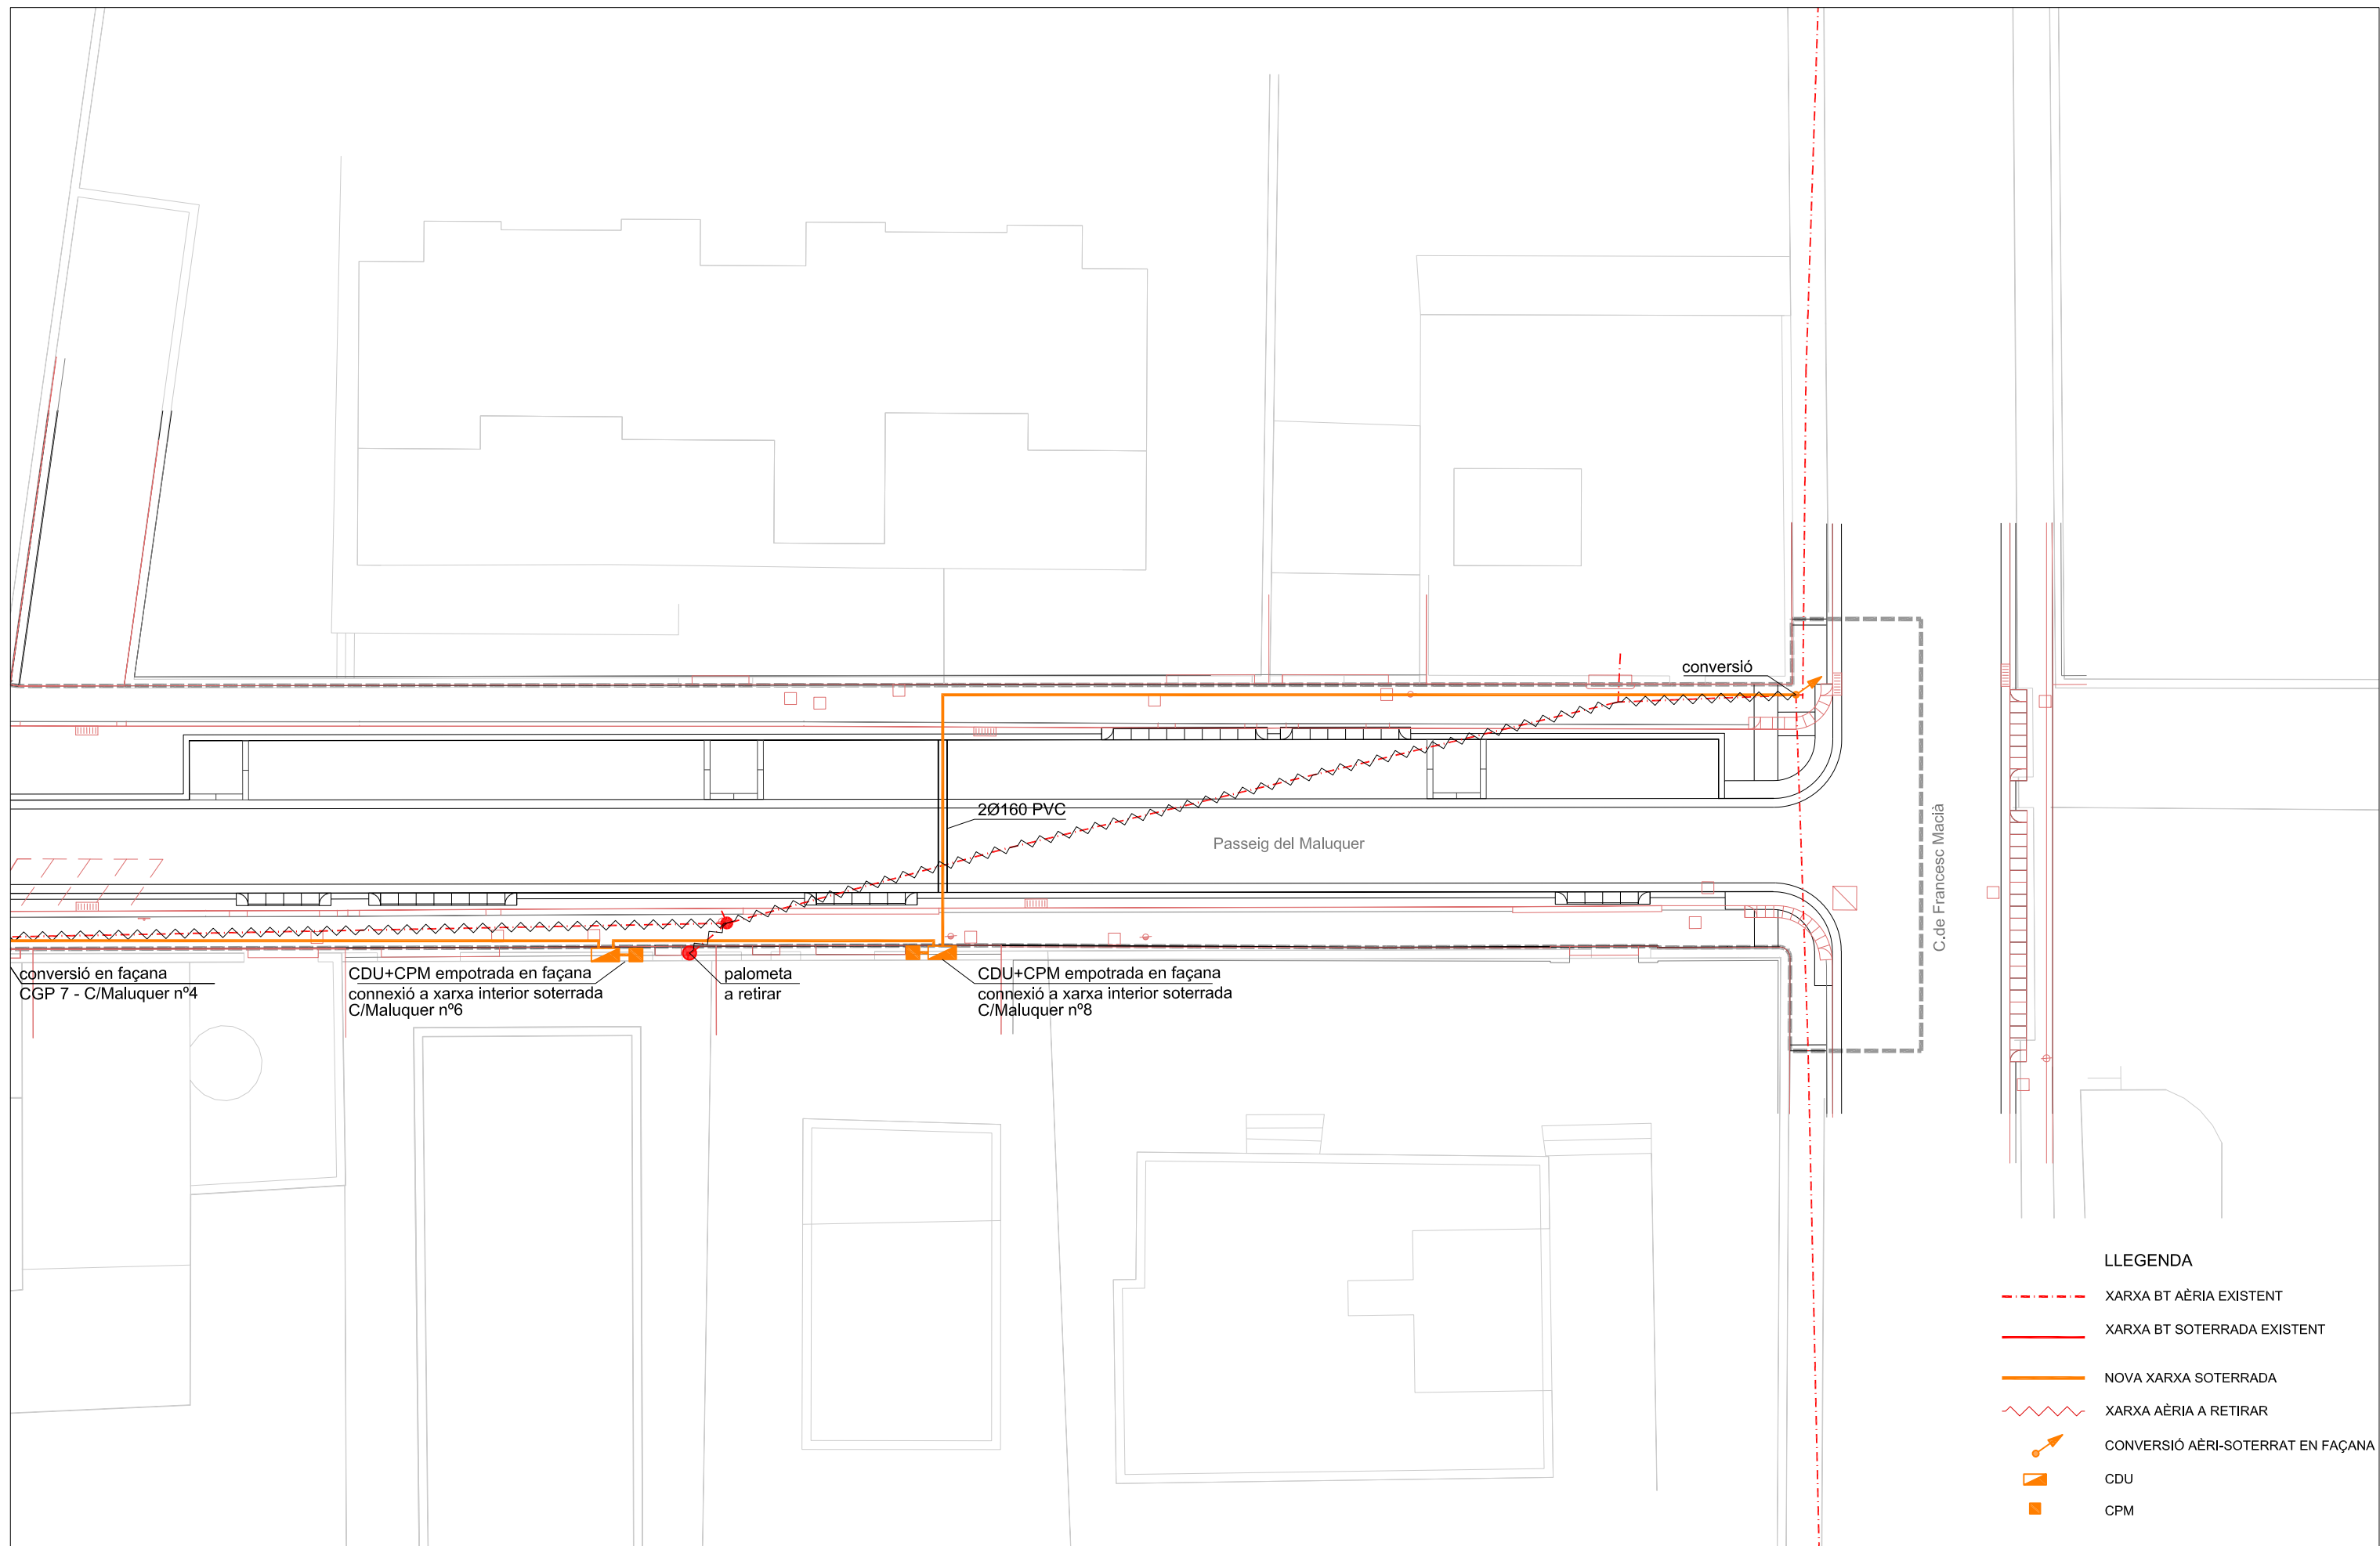 conversió
2Ø160 PVC
Passeig del Maluquer
C.de Francesc Macià
conversió en façana
CGP 7 - C/Maluquer nº4
CDU+CPM empotrada en façana
connexió a xarxa interior soterrada
C/Maluquer nº6
palometa
a retirar
CDU+CPM empotrada en façana
connexió a xarxa interior soterrada
C/Maluquer nº8
LLEGENDA
XARXA BT AÈRIA EXISTENT
XARXA BT SOTERRADA EXISTENT
NOVA XARXA SOTERRADA
XARXA AÈRIA A RETIRAR
CONVERSIÓ AÈRI-SOTERRAT EN FAÇANA
CDU
CPM